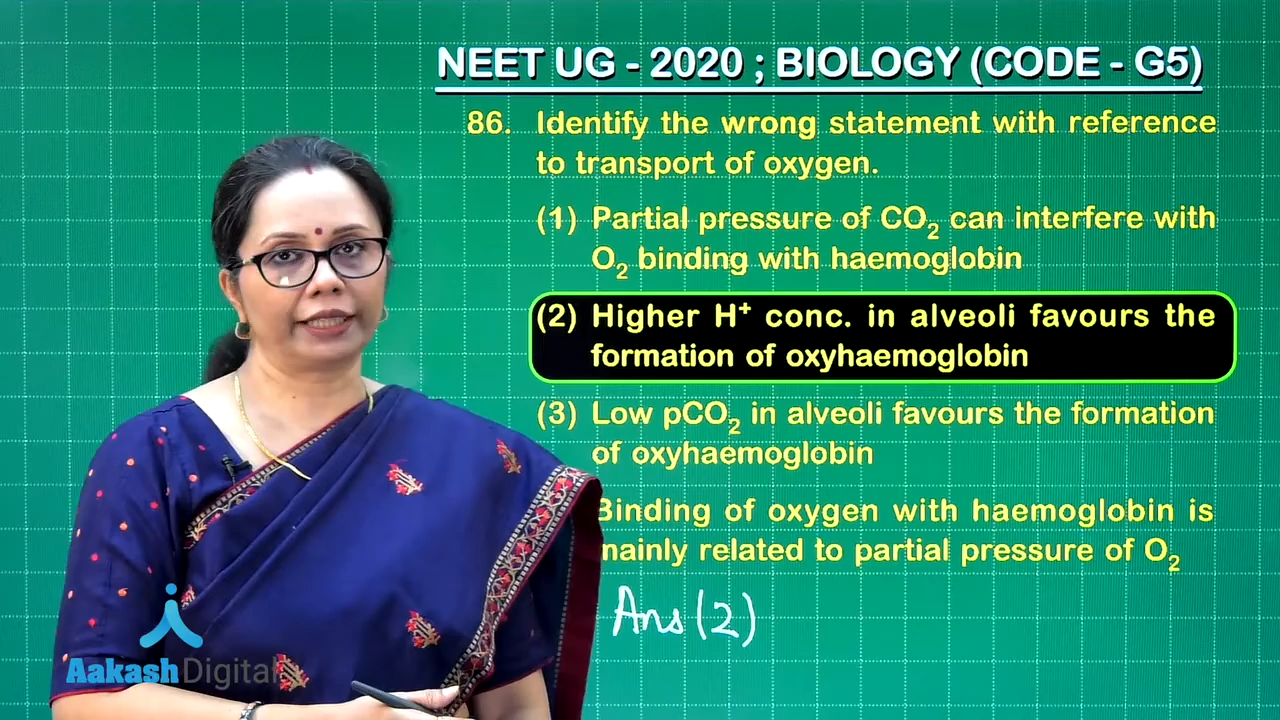 NEET UG - 2020 ; BIOLOGY (CODE - G5)
86. Identify the wrong statement with reference
to transport of oxygen.
(1) Partial pressure of CO₂ can interfere with
O₂ binding with haemoglobin
(2) Higher H⁺ conc. in alveoli favours the
formation of oxyhaemoglobin
(3) Low pCO₂ in alveoli favours the formation
of oxyhaemoglobin
Binding of oxygen with haemoglobin is
mainly related to partial pressure of O₂
Ans (2)
Aakash Digital